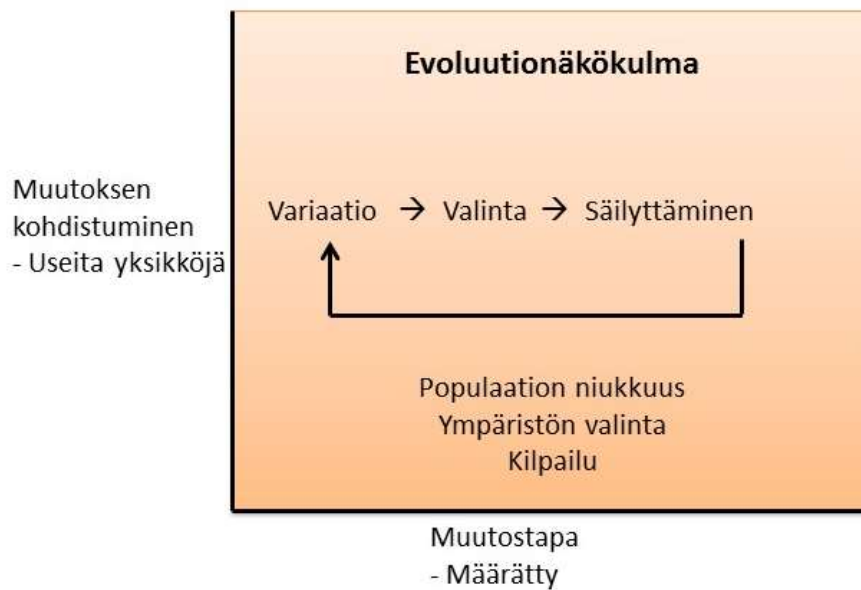 Evoluutionäkökulma
Muutoksen
kohdistuminen
- Useita yksikköjä
Variaatio → Valinta → Säilyttäminen
Populaation niukkuus
Ympäristön valinta
Kilpailu
Muutostapa
- Määrätty